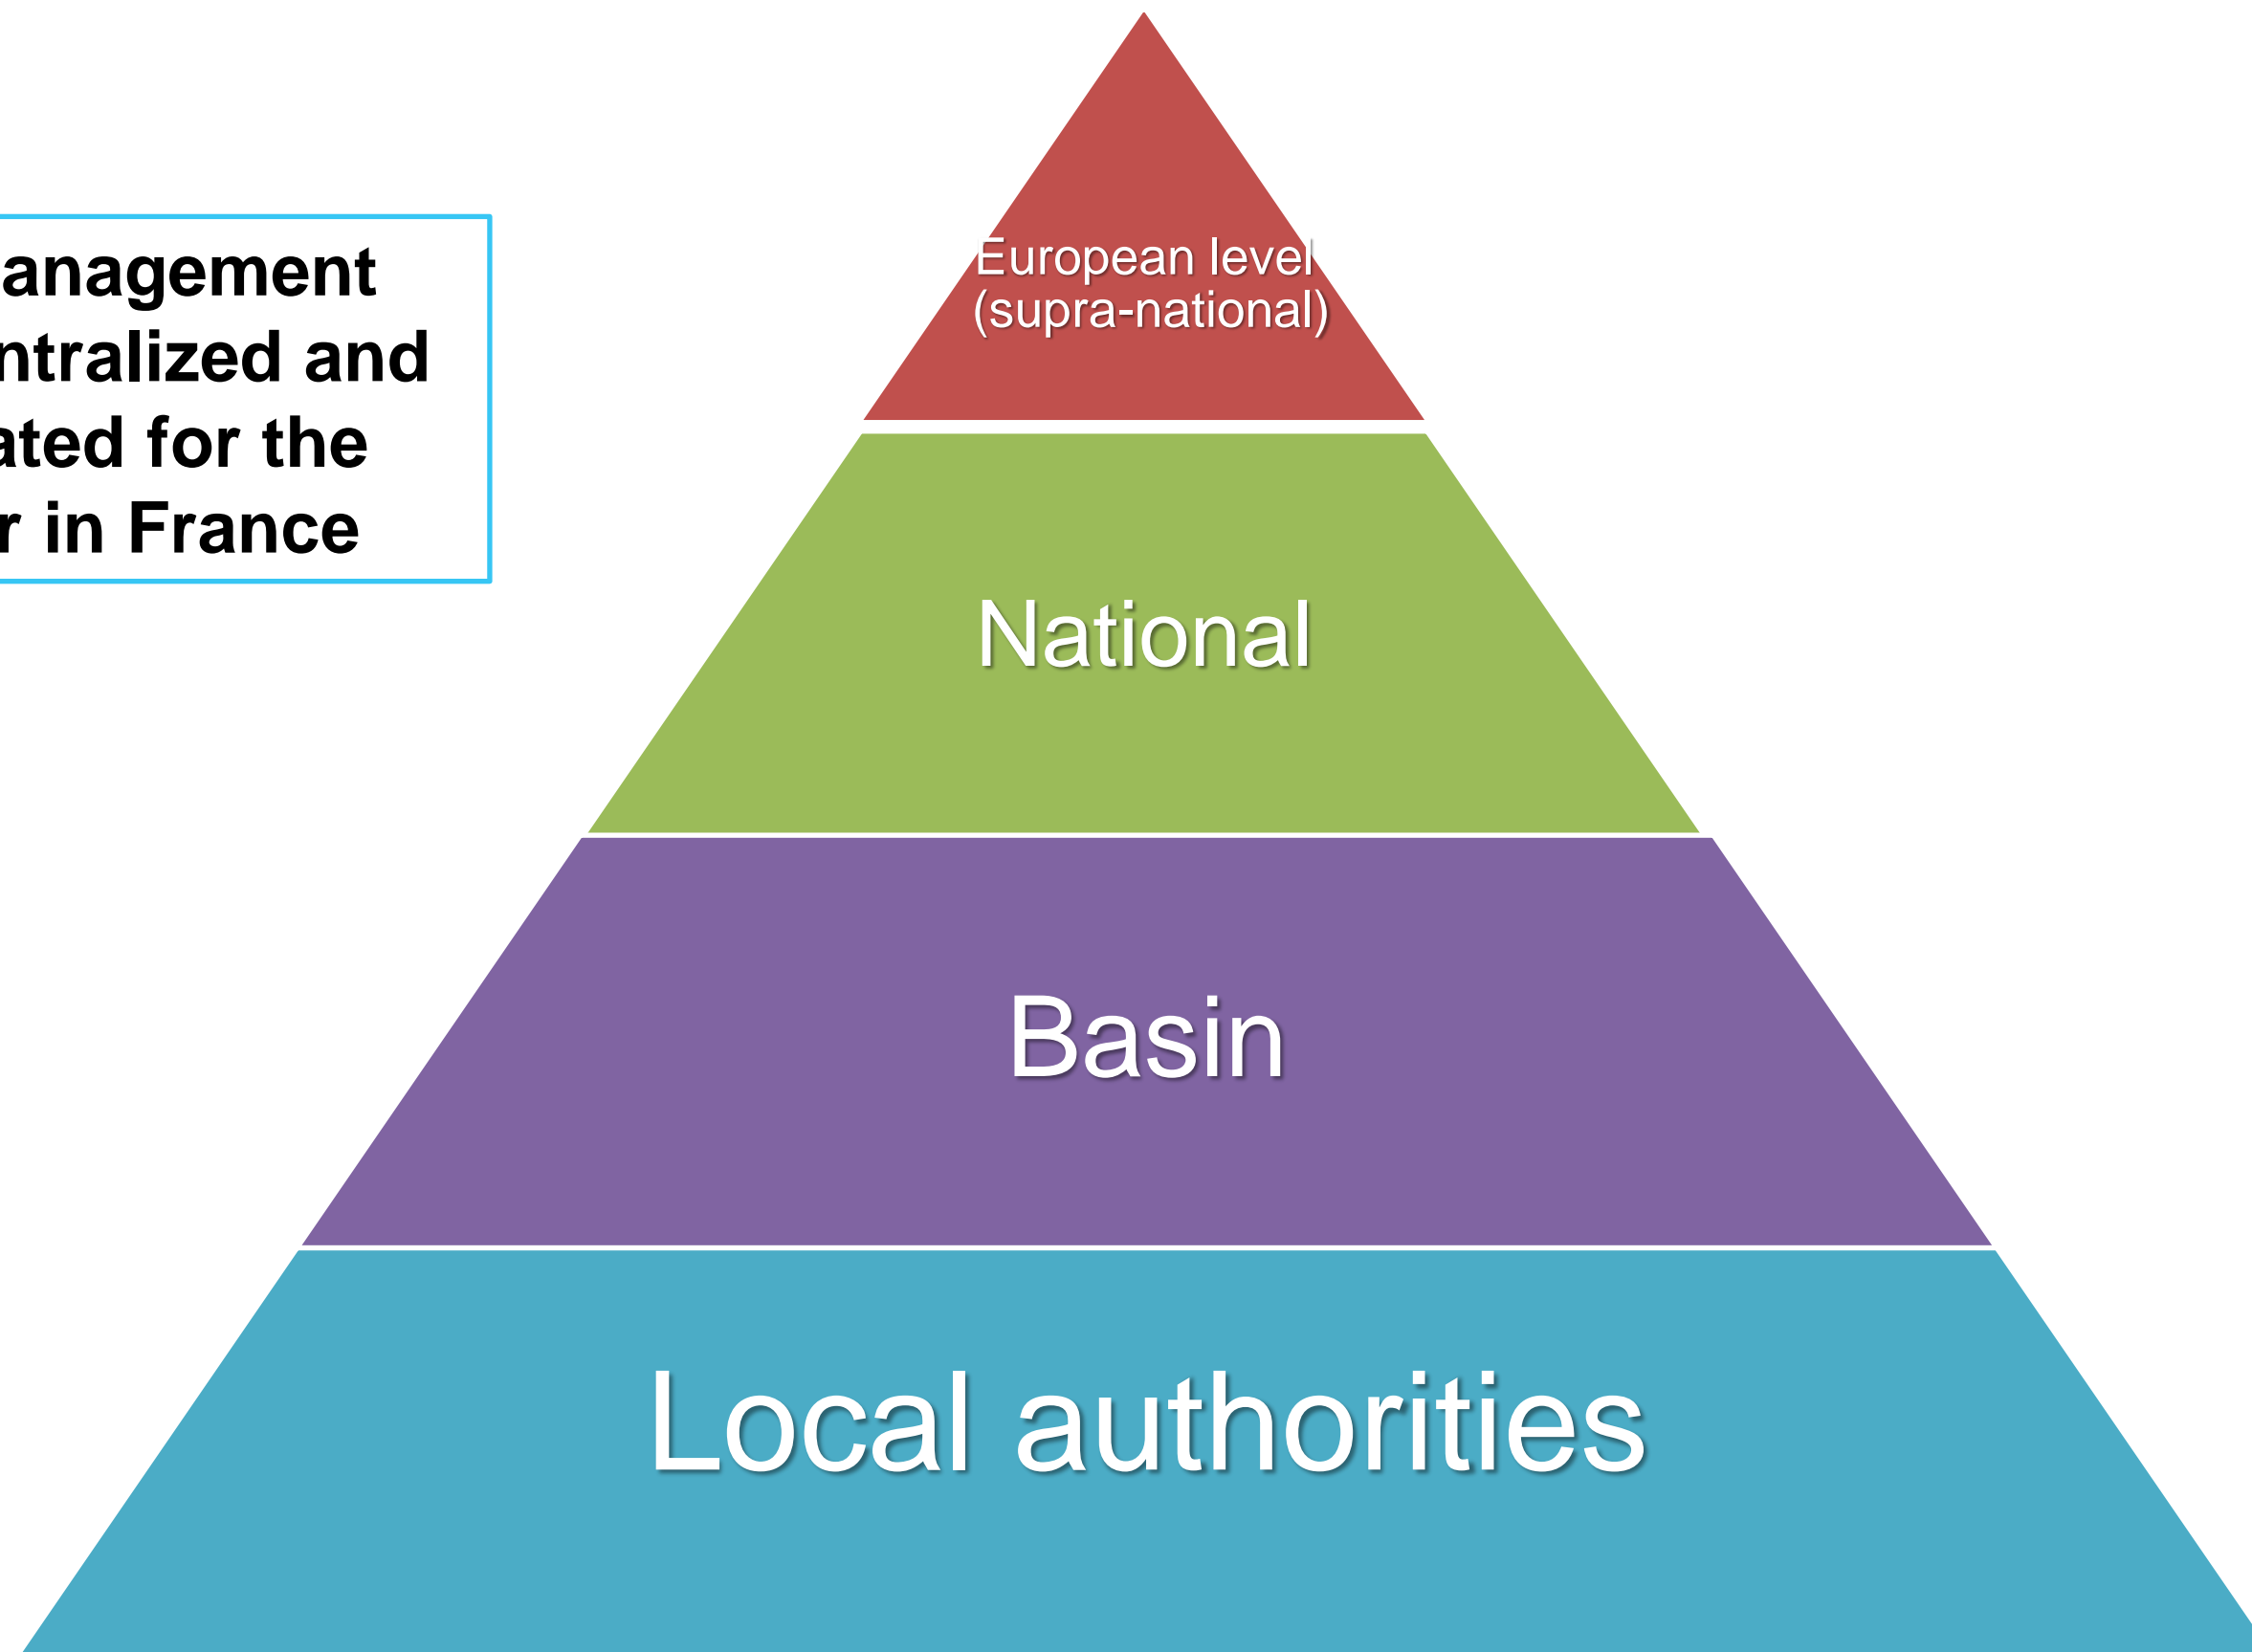 anagement
ntralized and
ated for the
r in France
European level
(supra-national)
National
Basin
Local authorities